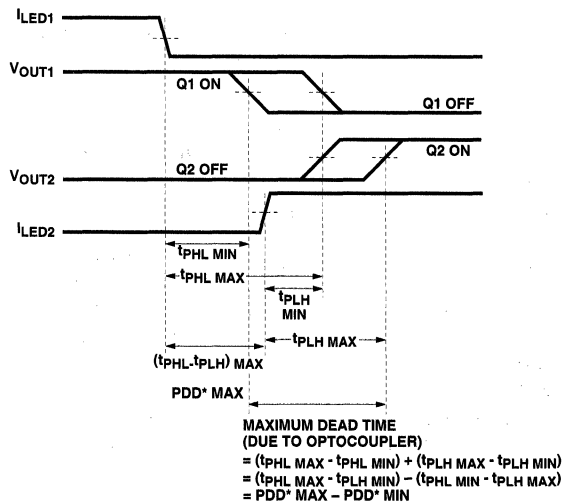 ILED1
VOUT1
Q1 ON
Q1 OFF
Q2 ON
Q2 OFF
VOUT2
ILED2
tPHL MIN
tPHL MAX
tPLH
MIN
tPLH MAX
(tPHL-tPLH) MAX
PDD* MAX
MAXIMUM DEAD TIME
(DUE TO OPTOCOUPLER)
= (tPHL MAX - tPHL MIN) + (tPLH MAX - tPLH MIN)
= (tPHL MAX - tPLH MIN) – (tPHL MIN - tPLH MAX)
= PDD* MAX – PDD* MIN